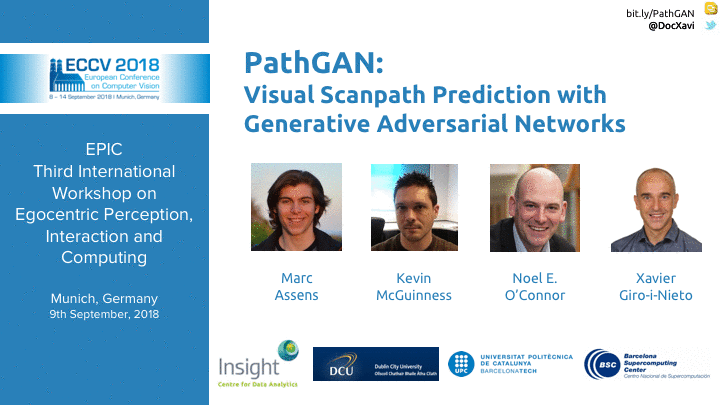 bit.ly/PathGAN
@DocXavi
ECCV 2018
European Conference
on Computer Vision
8 - 14 September 2018 | Munich, Germany
PathGAN:
Visual Scanpath Prediction with
Generative Adversarial Networks
EPIC
Third International
Workshop on
Egocentric Perception,
Interaction and
Computing
Munich, Germany
9th September, 2018
Marc
Assens
Kevin
McGuinness
Noel E.
O’Connor
Xavier
Giro-i-Nieto
Insight
Centre for Data Analytics
DCU
Dublin City University
Ollscoil Chathair Bhaile Átha Cliath
UPC
UNIVERSITAT POLITÈCNICA
DE CATALUNYA
BARCELONATECH
BSC
Barcelona
Supercomputing
Center
Centro Nacional de Supercomputación